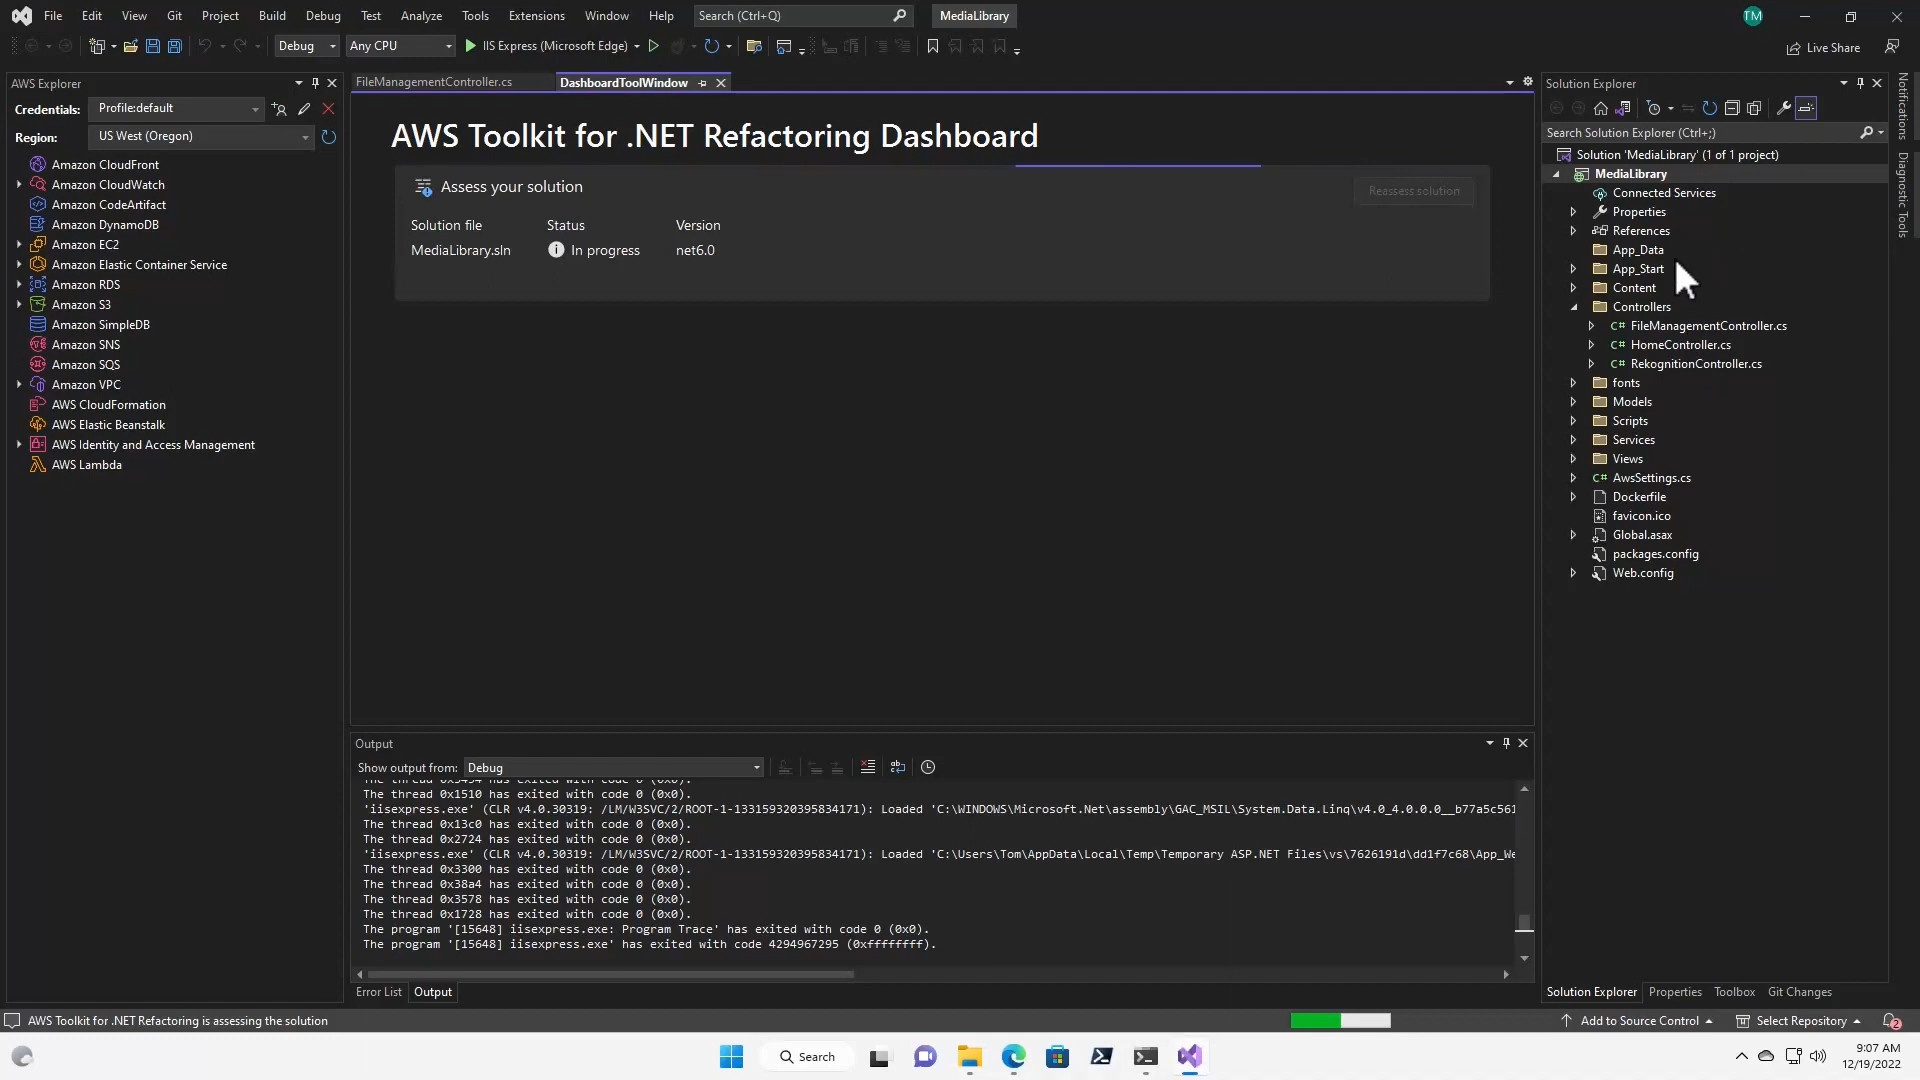 File Edit View Git Project Build Debug Test Analyze Tools Extensions Window Help Search (Ctrl+Q) MediaLibrary TM
Debug Any CPU IIS Express (Microsoft Edge) Live Share
AWS Explorer
Credentials: Profile:default
Region: US West (Oregon)
Amazon CloudFront
Amazon CloudWatch
Amazon CodeArtifact
Amazon DynamoDB
Amazon EC2
Amazon Elastic Container Service
Amazon RDS
Amazon S3
Amazon SimpleDB
Amazon SNS
Amazon SQS
Amazon VPC
AWS CloudFormation
AWS Elastic Beanstalk
AWS Identity and Access Management
AWS Lambda
FileManagementController.cs DashboardToolWindow
AWS Toolkit for .NET Refactoring Dashboard
Assess your solution
Reassess solution
Solution file Status Version
MediaLibrary.sln In progress net6.0
Output
Show output from: Debug
The thread 0x3454 has exited with code 0 (0x0).
The thread 0x1510 has exited with code 0 (0x0).
'iisexpress.exe' (CLR v4.0.30319: /LM/W3SVC/2/ROOT-1-133159320395834171): Loaded 'C:\WINDOWS\Microsoft.Net\assembly\GAC_MSIL\System.Data.Linq\v4.0_4.0.0.0__b77a5c561
The thread 0x13c0 has exited with code 0 (0x0).
The thread 0x2724 has exited with code 0 (0x0).
'iisexpress.exe' (CLR v4.0.30319: /LM/W3SVC/2/ROOT-1-133159320395834171): Loaded 'C:\Users\Tom\AppData\Local\Temp\Temporary ASP.NET Files\vs\7626191d\dd1f7c68\App_We
The thread 0x3300 has exited with code 0 (0x0).
The thread 0x38a4 has exited with code 0 (0x0).
The thread 0x3578 has exited with code 0 (0x0).
The thread 0x1728 has exited with code 0 (0x0).
The program '[15648] iisexpress.exe: Program Trace' has exited with code 0 (0x0).
The program '[15648] iisexpress.exe' has exited with code 4294967295 (0xffffffff).
Error List Output
Solution Explorer
Search Solution Explorer (Ctrl+;)
Solution 'MediaLibrary' (1 of 1 project)
MediaLibrary
Connected Services
Properties
References
App_Data
App_Start
Content
Controllers
C# FileManagementController.cs
C# HomeController.cs
C# RekognitionController.cs
fonts
Models
Scripts
Services
Views
C# AwsSettings.cs
Dockerfile
favicon.ico
Global.asax
packages.config
Web.config
Solution Explorer Properties Toolbox Git Changes
Notifications
Diagnostic Tools
AWS Toolkit for .NET Refactoring is assessing the solution
Add to Source Control Select Repository 2
Search
9:07 AM
12/19/2022